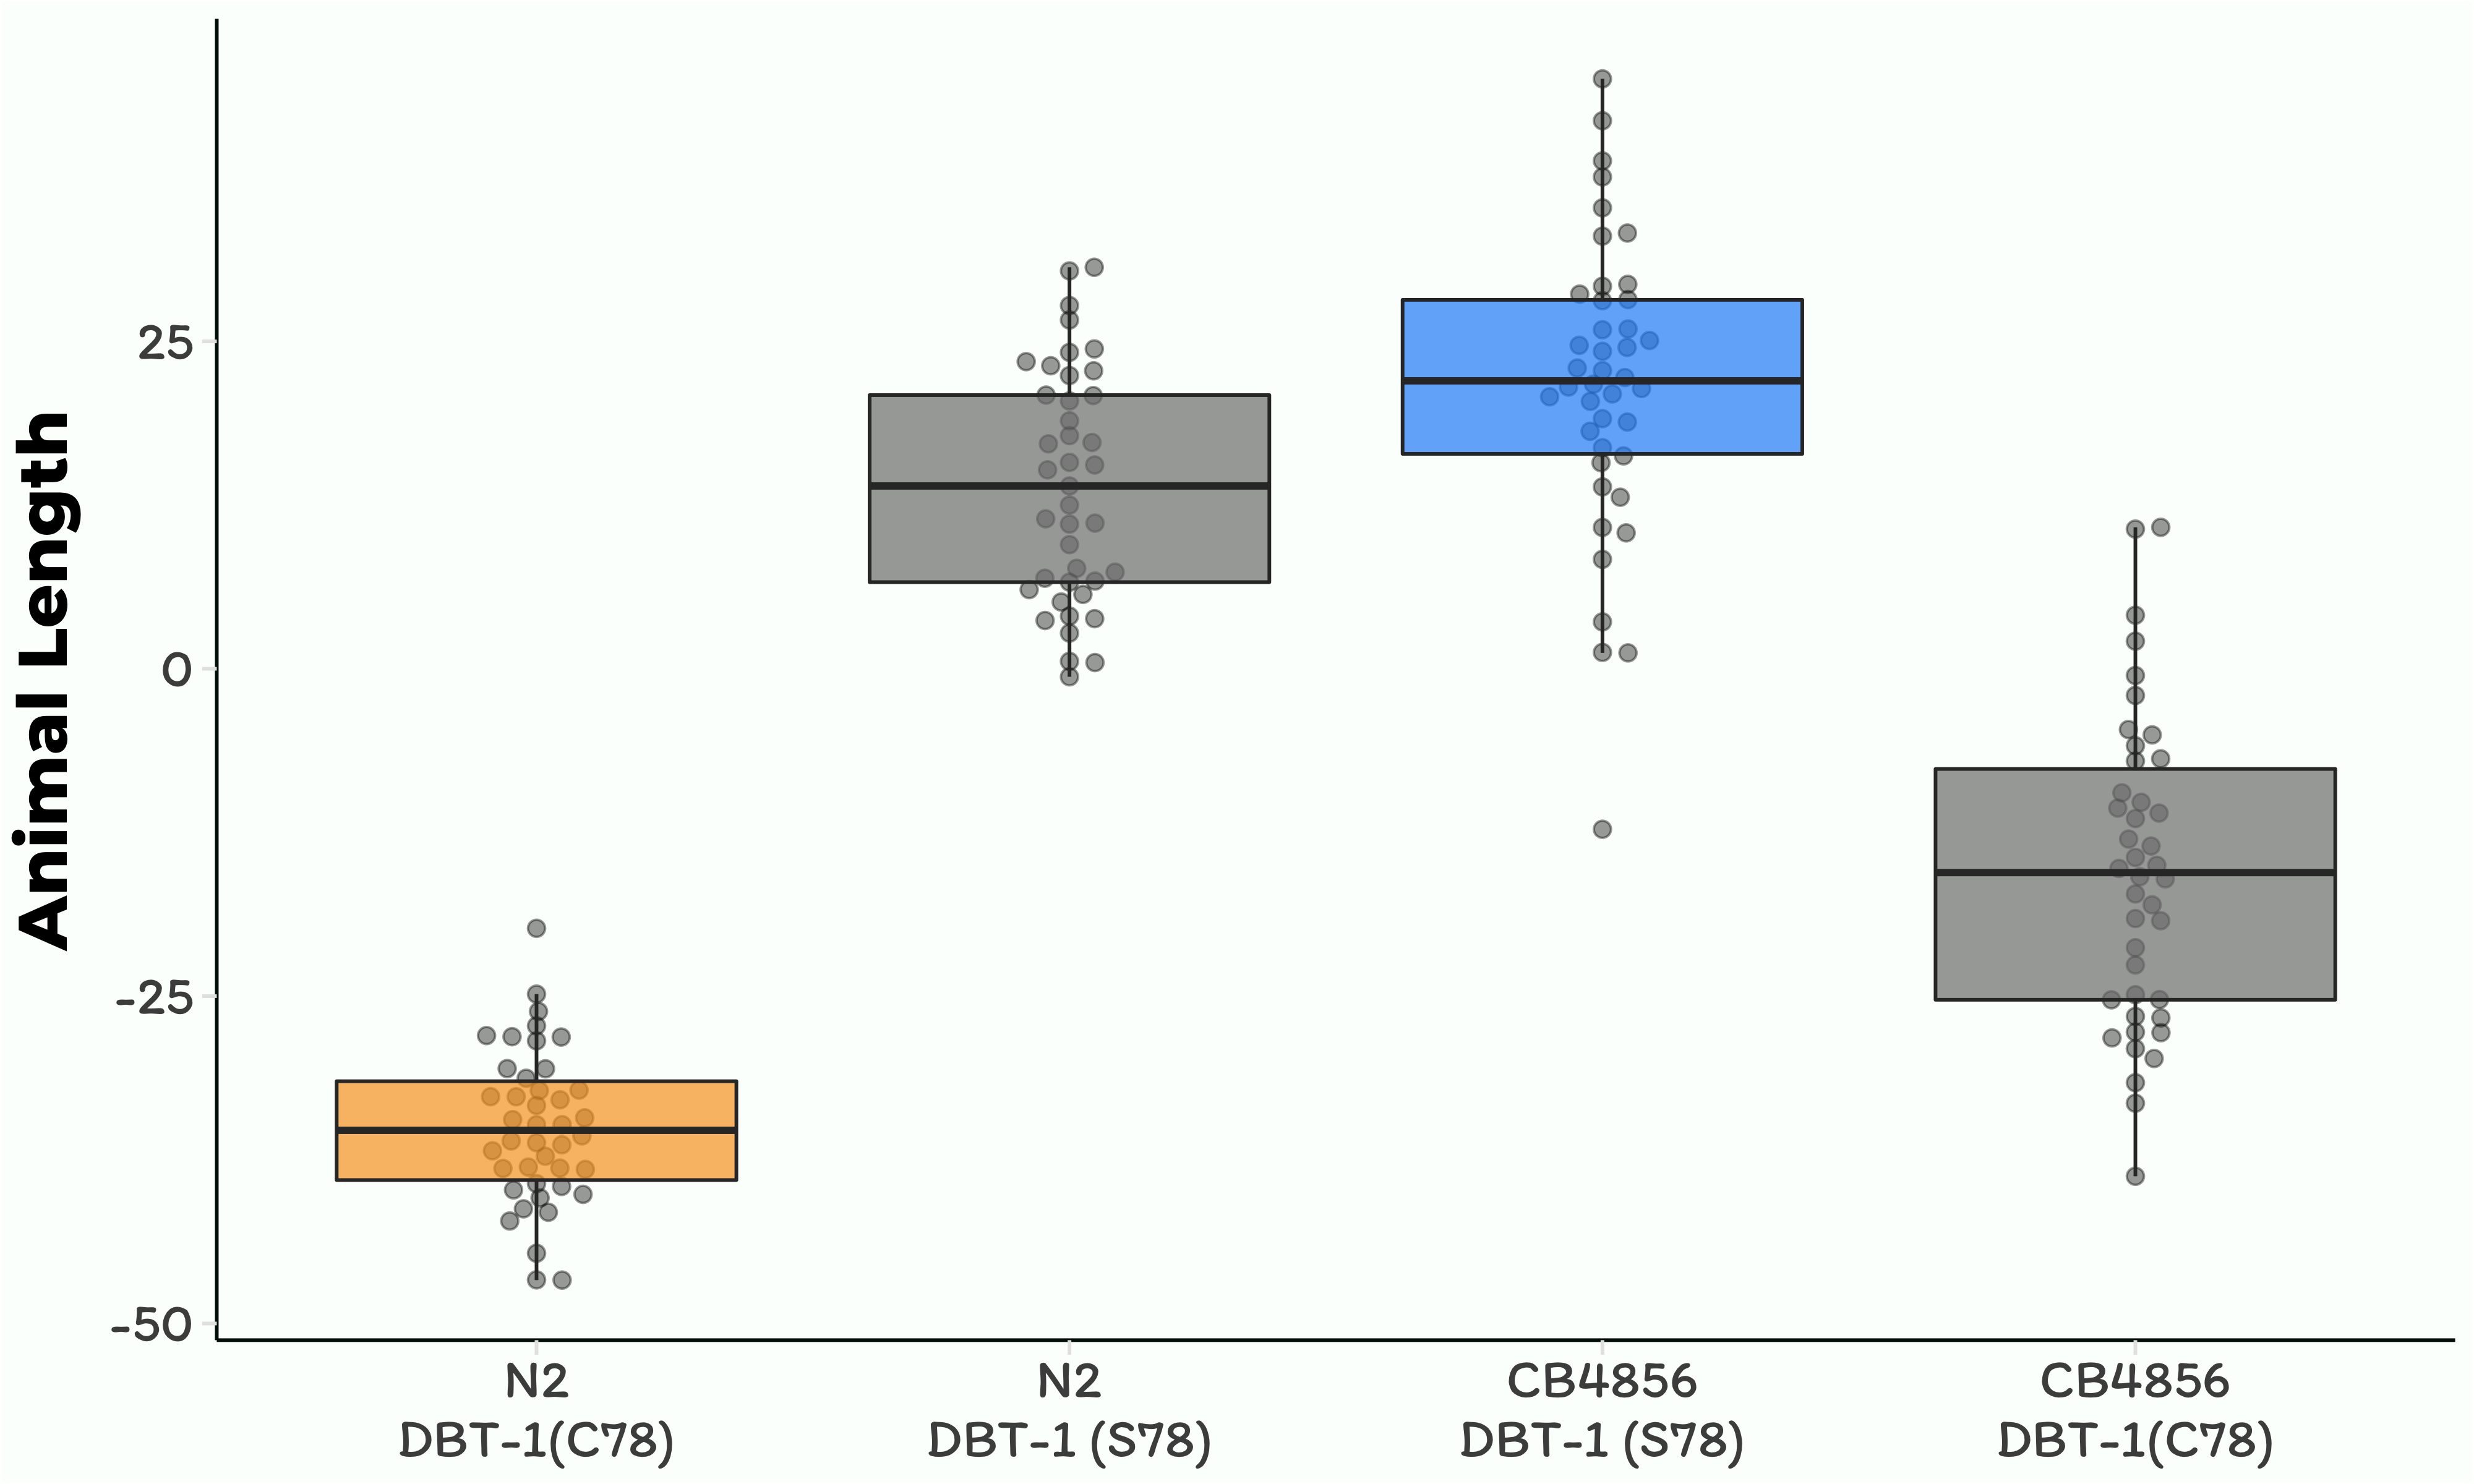 Animal Length
25
0
-25
-50
N2
DBT-1(C78)
N2
DBT-1 (S78)
CB4856
DBT-1 (S78)
CB4856
DBT-1(C78)